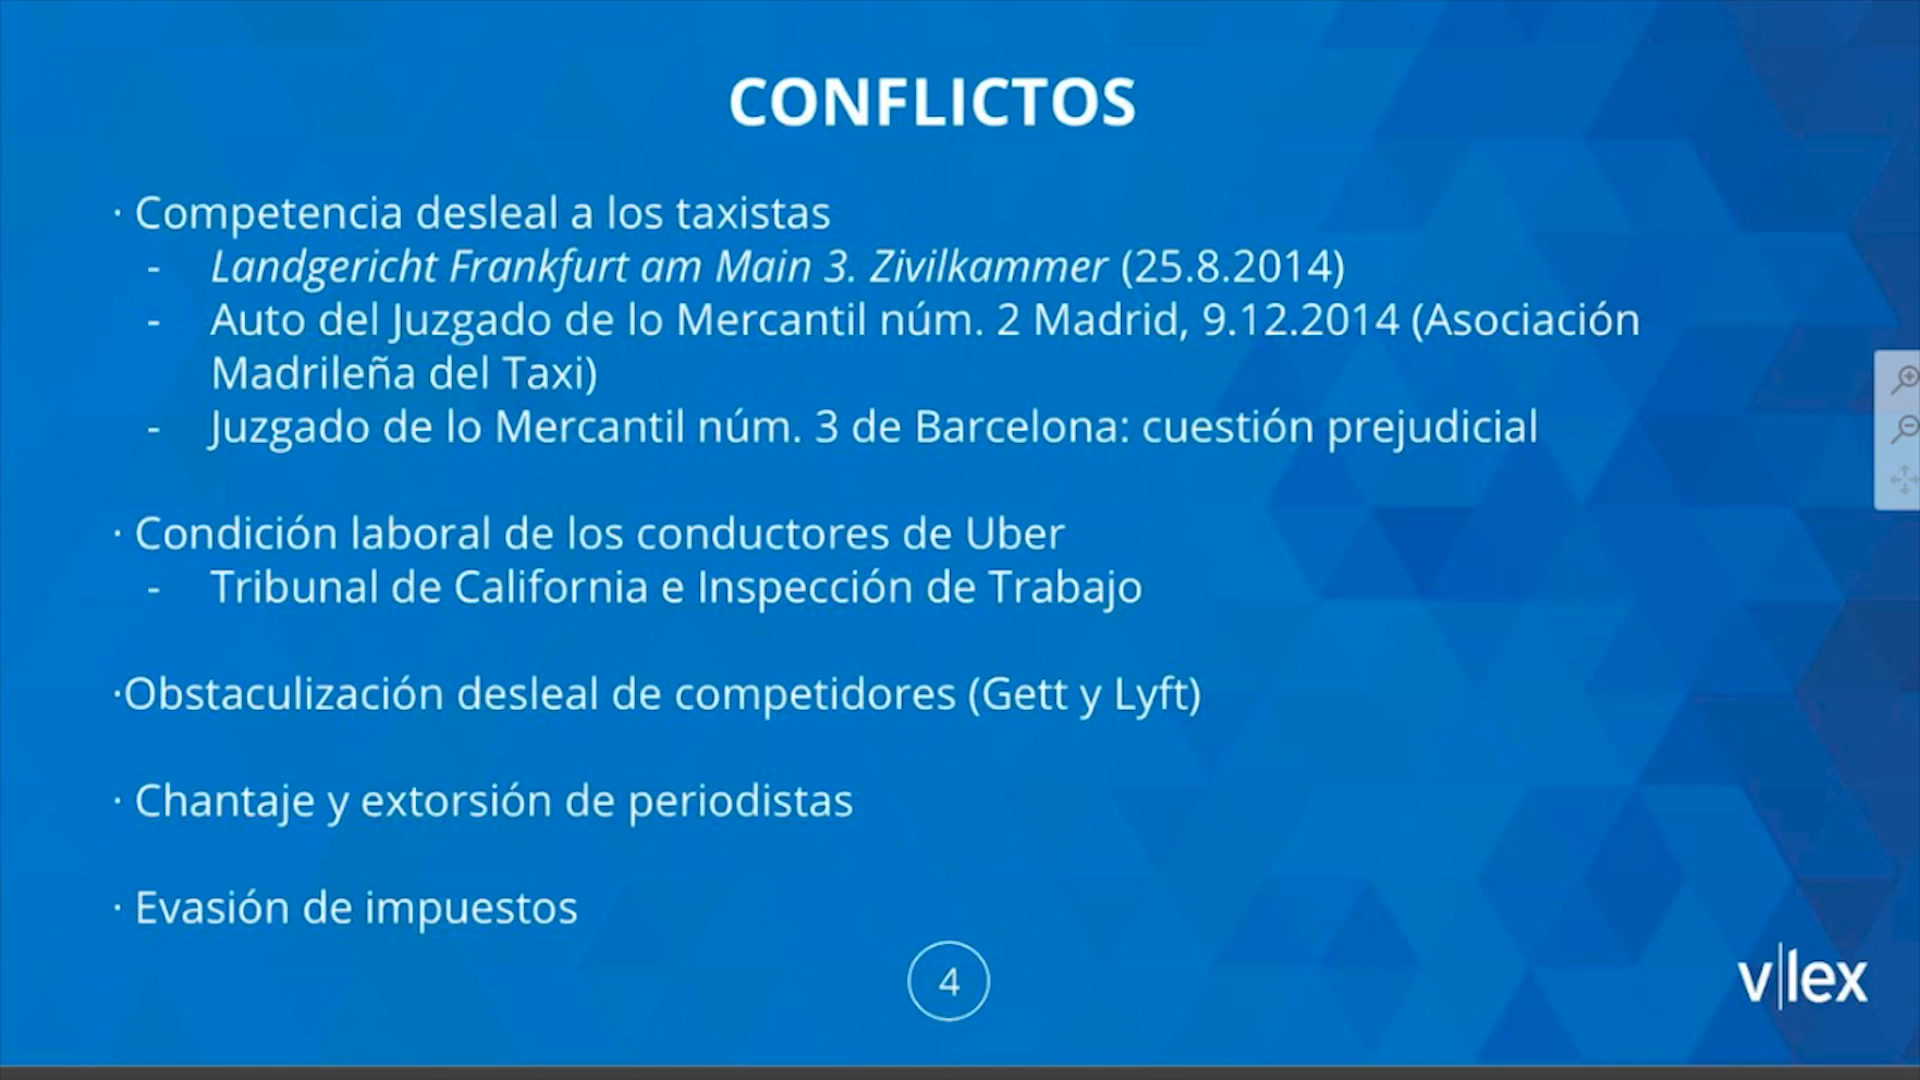 CONFLICTOS
· Competencia desleal a los taxistas
- Landgericht Frankfurt am Main 3. Zivilkammer (25.8.2014)
- Auto del Juzgado de lo Mercantil núm. 2 Madrid, 9.12.2014 (Asociación
Madrileña del Taxi)
- Juzgado de lo Mercantil núm. 3 de Barcelona: cuestión prejudicial
· Condición laboral de los conductores de Uber
- Tribunal de California e Inspección de Trabajo
·Obstaculización desleal de competidores (Gett y Lyft)
· Chantaje y extorsión de periodistas
· Evasión de impuestos
4
v|lex